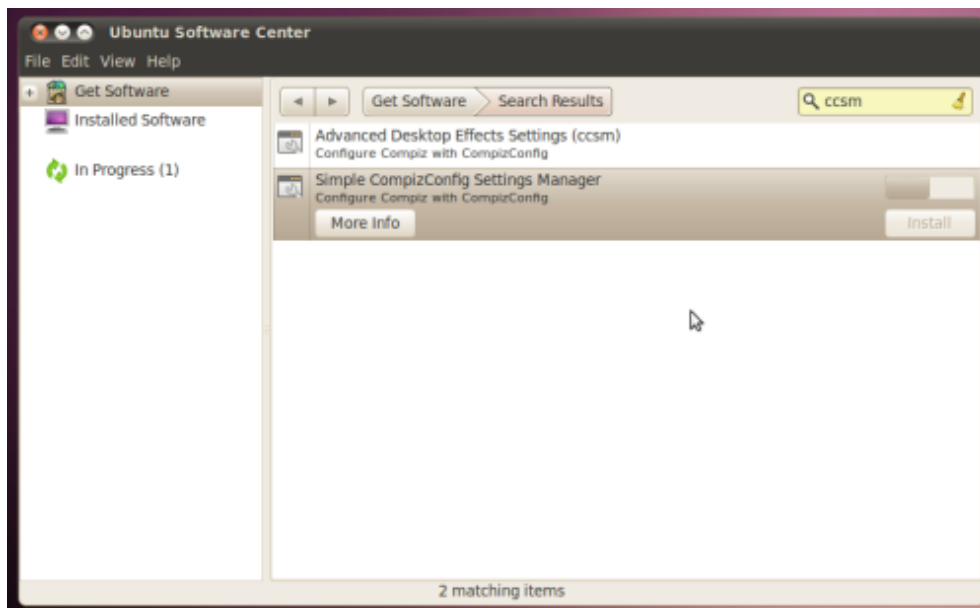 Ubuntu Software Center
File Edit View Help
Get Software
Installed Software
In Progress (1)
Get Software Search Results
ccsm
Advanced Desktop Effects Settings (ccsm)
Configure Compiz with CompizConfig
Simple CompizConfig Settings Manager
Configure Compiz with CompizConfig
More Info Install
2 matching items